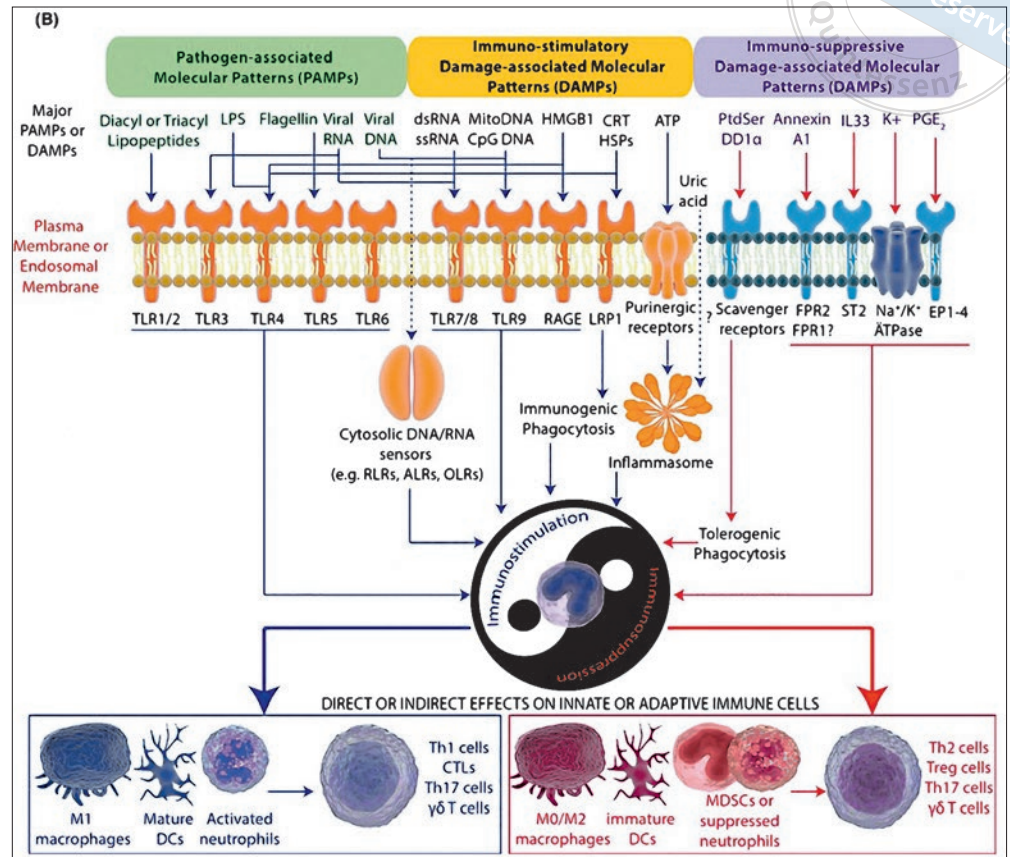 (B)
Quintessenz
Pathogen-associated
Molecular Patterns (PAMPs)
Immuno-stimulatory
Damage-associated Molecular
Patterns (DAMPs)
Immuno-suppressive
Damage-associated Molecular
Patterns (DAMPs)
Major
PAMPs or
DAMPs
Diacyl or Triacyl
Lipopeptides
LPS
Flagellin
Viral
RNA
Viral
DNA
dsRNA
ssRNA
MitoDNA
CpG DNA
HMGB1
CRT
HSPs
ATP
Uric
acid
PtdSer
DD1α
Annexin
A1
IL33
K+
PGE₂
Plasma
Membrane or
Endosomal
Membrane
TLR1/2
TLR3
TLR4
TLR5
TLR6
TLR7/8
TLR9
RAGE
LRP1
Purinergic
receptors
?
Scavenger
receptors
FPR2
FPR1?
ST2
Na⁺/K⁺
ÄTPase
EP1-4
Cytosolic DNA/RNA
sensors
(e.g. RLRs, ALRs, OLRs)
Immunogenic
Phagocytosis
Inflammasome
Tolerogenic
Phagocytosis
Immunostimulation
Immunosuppression
DIRECT OR INDIRECT EFFECTS ON INNATE OR ADAPTIVE IMMUNE CELLS
M1
macrophages
Mature
DCs
Activated
neutrophils
Th1 cells
CTLs
Th17 cells
γδ T cells
M0/M2
macrophages
immature
DCs
MDSCs or
suppressed
neutrophils
Th2 cells
Treg cells
Th17 cells
γδ T cells